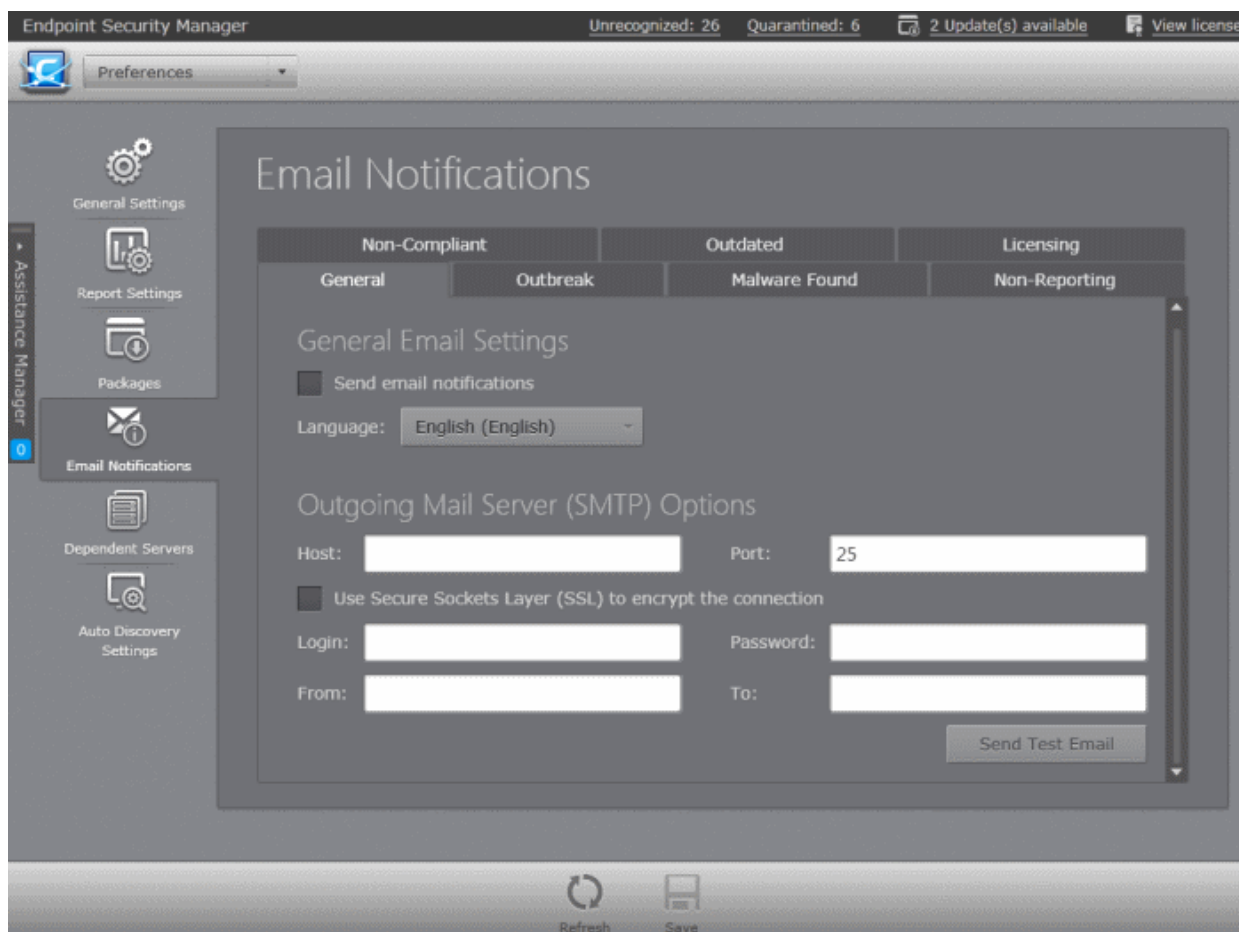 Endpoint Security Manager Unrecognized: 26 Quarantined: 6 2 Update(s) available View license
Preferences
General Settings
Report Settings
Packages
Email Notifications
Dependent Servers
Auto Discovery
Settings
Assistance Manager
0
Email Notifications
Non-Compliant Outdated Licensing
General Outbreak Malware Found Non-Reporting
General Email Settings
Send email notifications
Language: English (English)
Outgoing Mail Server (SMTP) Options
Host: Port: 25
Use Secure Sockets Layer (SSL) to encrypt the connection
Login: Password:
From: To:
Send Test Email
Refresh Save